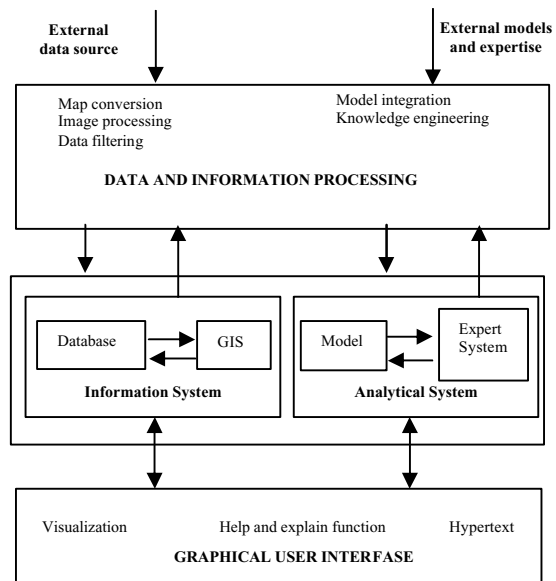 External
data source
External models
and expertise
Map conversion
Image processing
Data filtering
Model integration
Knowledge engineering
DATA AND INFORMATION PROCESSING
Database
GIS
Information System
Model
Expert
System
Analytical System
Visualization
Help and explain function
Hypertext
GRAPHICAL USER INTERFASE